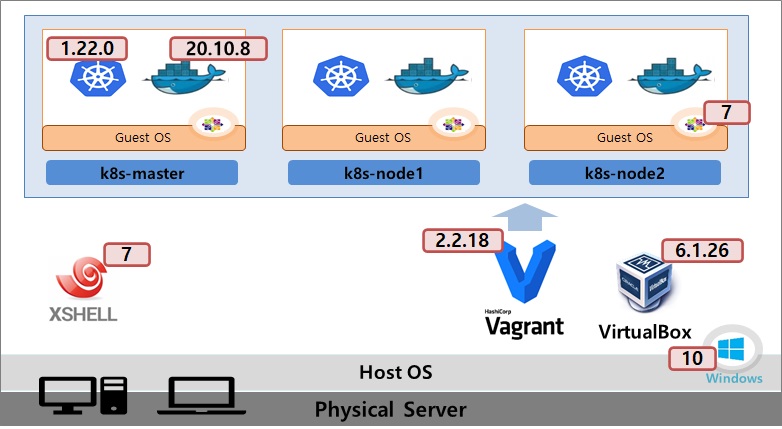 1.22.0
20.10.8
7
Guest OS
Guest OS
Guest OS
k8s-master
k8s-node1
k8s-node2
2.2.18
7
6.1.26
XSHELL
HashiCorp
Vagrant
VirtualBox
10
Windows
Host OS
Physical Server